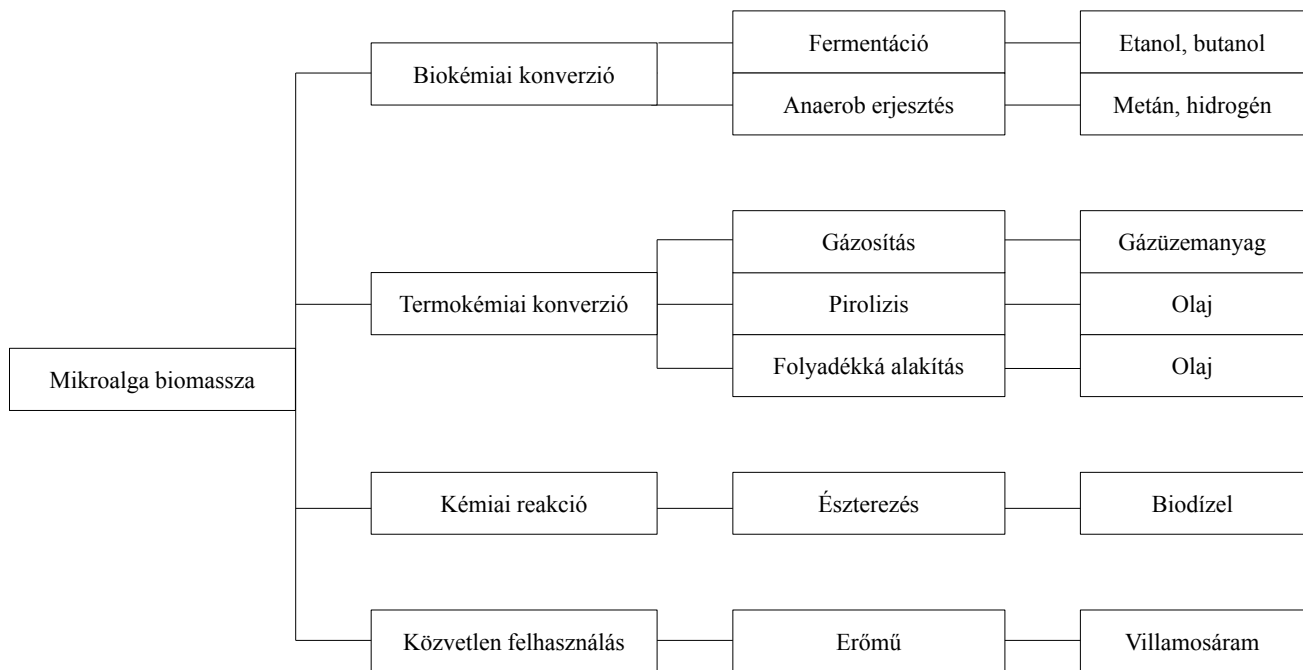 Fermentáció
Etanol, butanol
Biokémiai konverzió
Anaerob erjesztés
Metán, hidrogén
Gázosítás
Gázüzemanyag
Termokémiai konverzió
Pirolizis
Olaj
Mikroalga biomassza
Folyadékká alakítás
Olaj
Kémiai reakció
Észterezés
Biodízel
Közvetlen felhasználás
Erőmű
Villamosáram